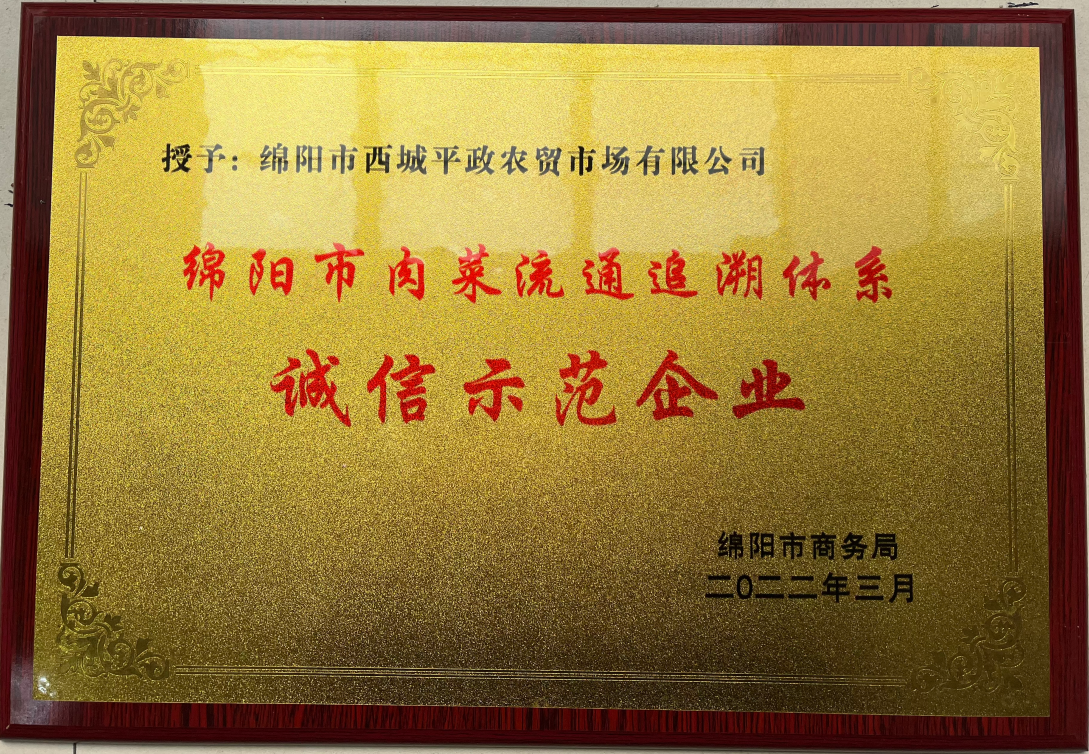 授予：绵阳市西城平政农贸市场有限公司
绵阳市肉菜流通追溯体系
诚信示范企业
绵阳市商务局
二0二二年三月